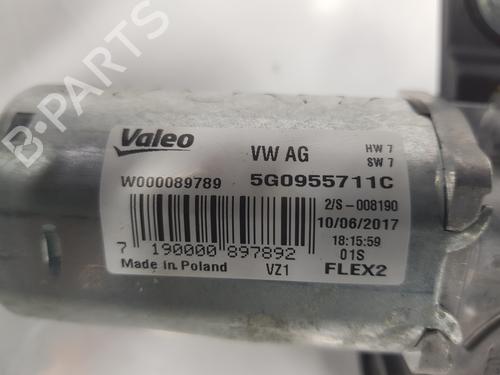 Valeo
VW AG
HW 7
SW 7
W000089789
5G0955711C
2/S-008190
10/06/2017
18:15:59
7 190000 897892
01S
Made in Poland
VZ1
FLEX2